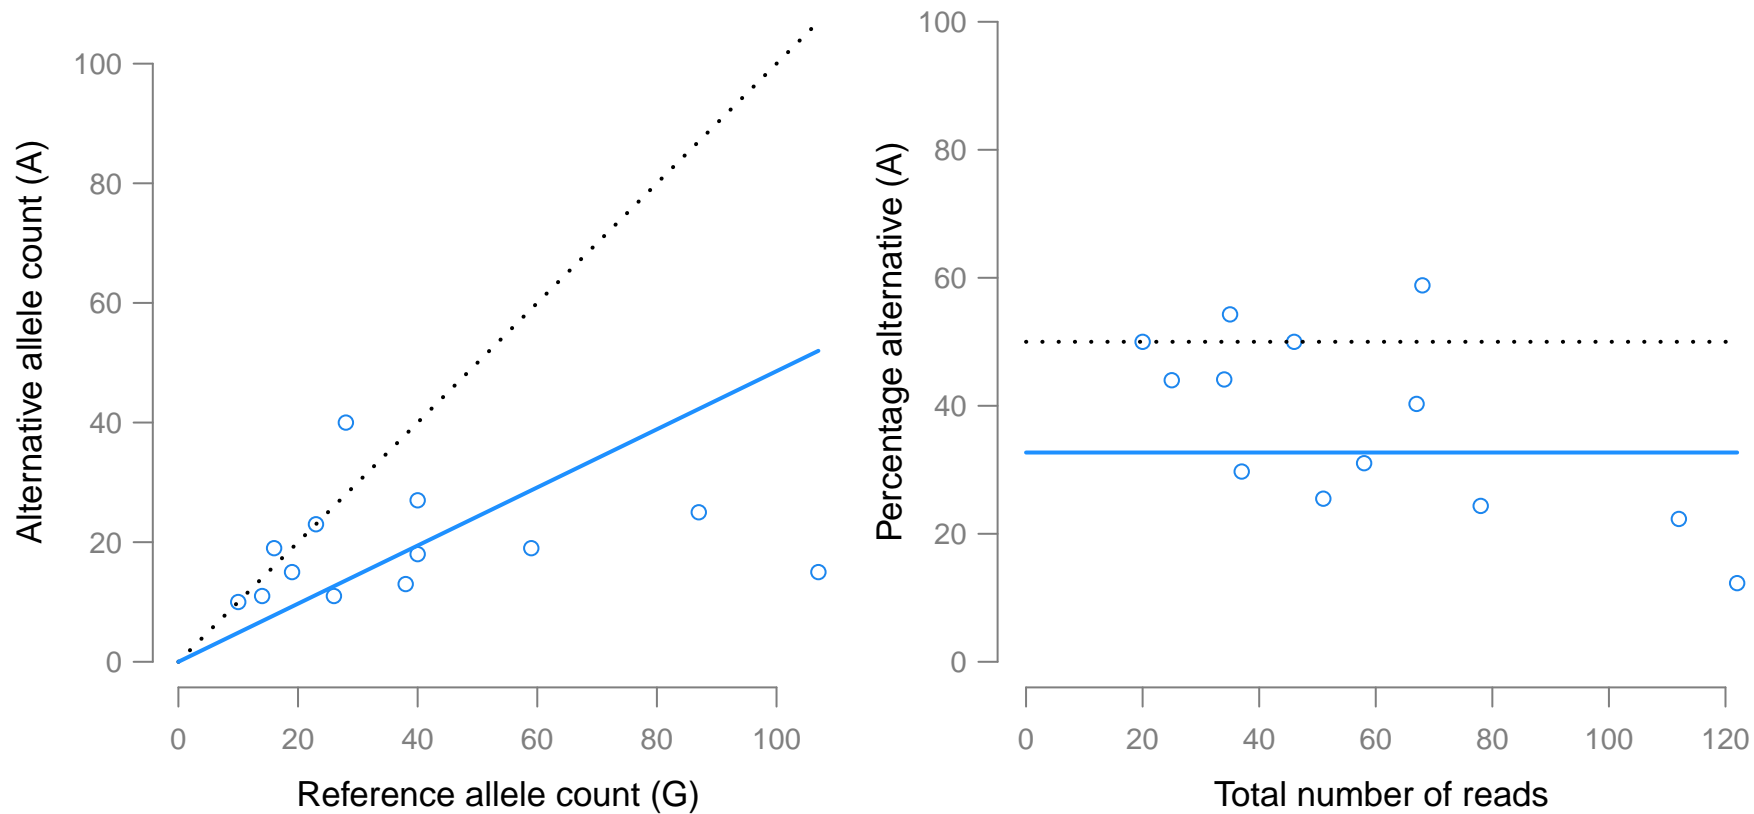 Alternative allele count (A)
100
80
60
40
20
0
0 20 40 60 80 100
Reference allele count (G)
Percentage alternative (A)
100
80
60
40
20
0
0 20 40 60 80 100 120
Total number of reads